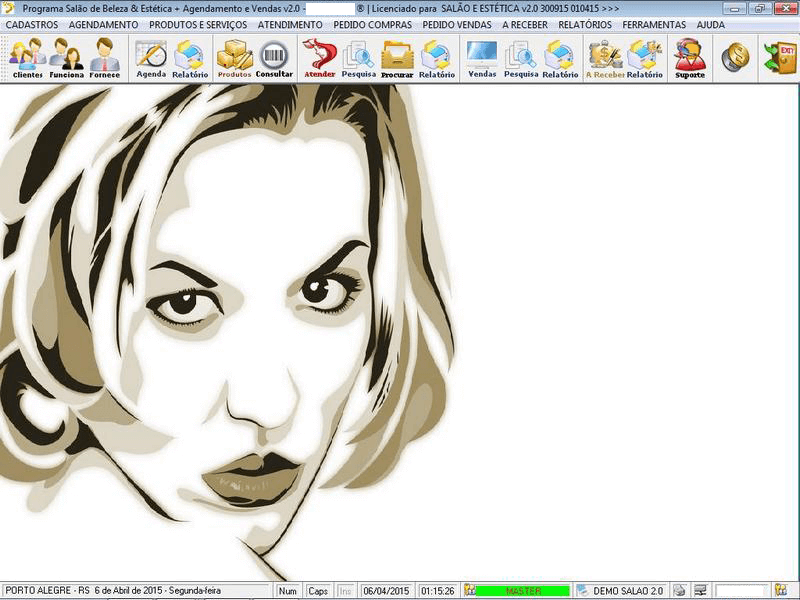 Programa Salão de Beleza & Estética + Agendamento e Vendas v2.0 - ® | Licenciado para SALÃO E ESTÉTICA v2.0 300915 010415 >>>
CADASTROS AGENDAMENTO PRODUTOS E SERVIÇOS ATENDIMENTO PEDIDO COMPRAS PEDIDO VENDAS A RECEBER RELATÓRIOS FERRAMENTAS AJUDA
EXIT
Clientes Funciona Fornece Agenda Relatório Produtos Consultar Atender Pesquisa Procurar Relatório Vendas Pesquisa Relatório A Receber Relatório Suporte
PORTO ALEGRE - RS 6 de Abril de 2015 - Segunda-feira Num Caps Ins 06/04/2015 01:15:26 MASTER DEMO SALAO 2.0